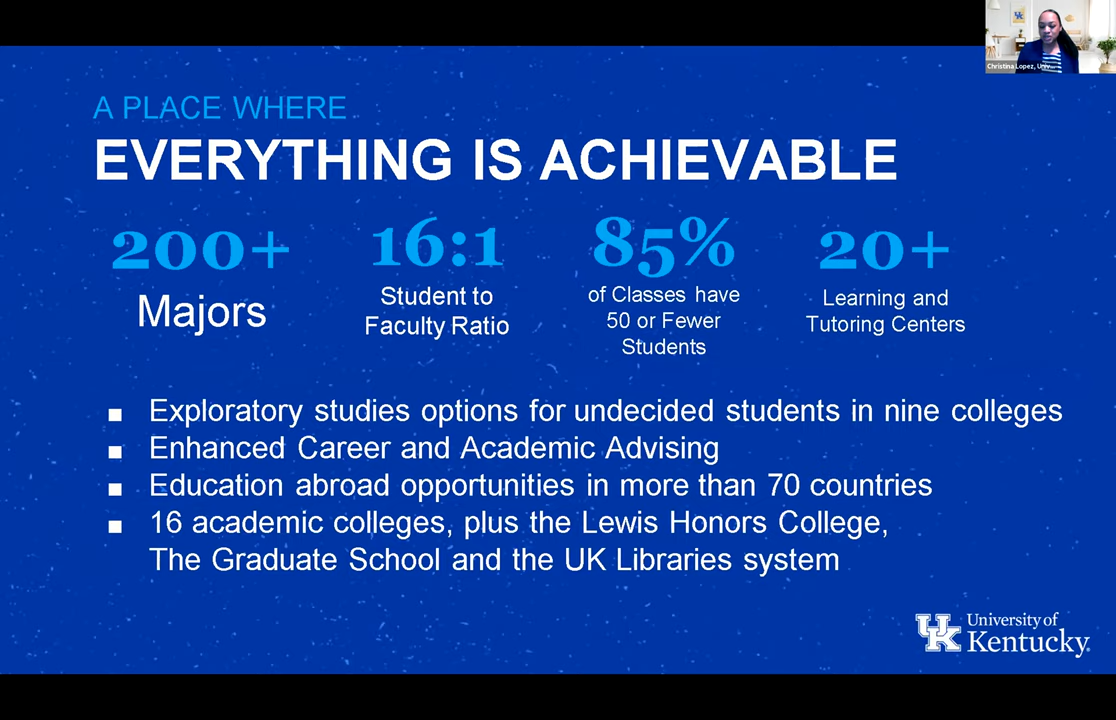 Christina Lopez, Univ...
A PLACE WHERE
EVERYTHING IS ACHIEVABLE
200+
Majors
16:1
Student to
Faculty Ratio
85%
of Classes have
50 or Fewer
Students
20+
Learning and
Tutoring Centers
■ Exploratory studies options for undecided students in nine colleges
■ Enhanced Career and Academic Advising
■ Education abroad opportunities in more than 70 countries
■ 16 academic colleges, plus the Lewis Honors College,
The Graduate School and the UK Libraries system
UK
University of
Kentucky.